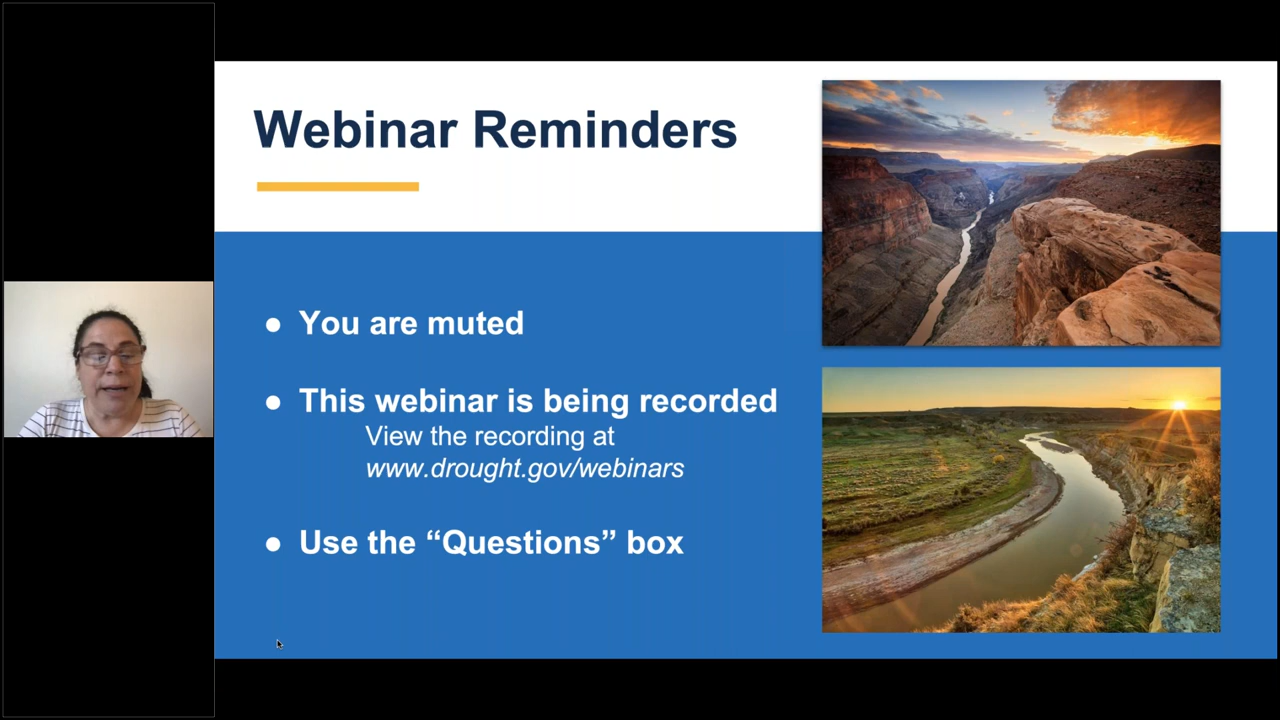 Webinar Reminders
● You are muted
● This webinar is being recorded
View the recording at
www.drought.gov/webinars
● Use the “Questions” box